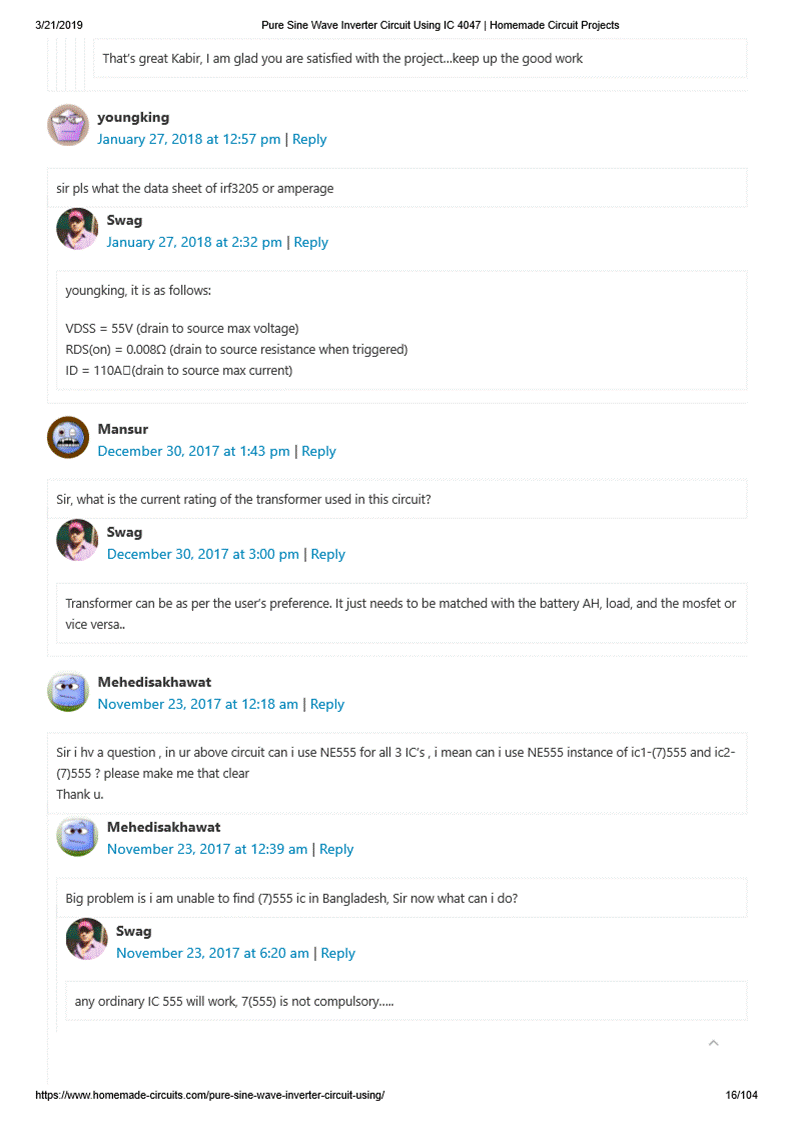 3/21/2019 Pure Sine Wave Inverter Circuit Using IC 4047 | Homemade Circuit Projects
That's great Kabir, I am glad you are satisfied with the project...keep up the good work
youngking
January 27, 2018 at 12:57 pm | Reply
sir pls what the data sheet of irf3205 or amperage
Swag
January 27, 2018 at 2:32 pm | Reply
youngking, it is as follows:
VDSS = 55V (drain to source max voltage)
RDS(on) = 0.008Ω (drain to source resistance when triggered)
ID = 110A▯(drain to source max current)
Mansur
December 30, 2017 at 1:43 pm | Reply
Sir, what is the current rating of the transformer used in this circuit?
Swag
December 30, 2017 at 3:00 pm | Reply
Transformer can be as per the user's preference. It just needs to be matched with the battery AH, load, and the mosfet or
vice versa..
Mehedisakhawat
November 23, 2017 at 12:18 am | Reply
Sir i hv a question , in ur above circuit can i use NE555 for all 3 IC's , i mean can i use NE555 instance of ic1-(7)555 and ic2-
(7)555 ? please make me that clear
Thank u.
Mehedisakhawat
November 23, 2017 at 12:39 am | Reply
Big problem is i am unable to find (7)555 ic in Bangladesh, Sir now what can i do?
Swag
November 23, 2017 at 6:20 am | Reply
any ordinary IC 555 will work, 7(555) is not compulsory.....
https://www.homemade-circuits.com/pure-sine-wave-inverter-circuit-using/ 16/104